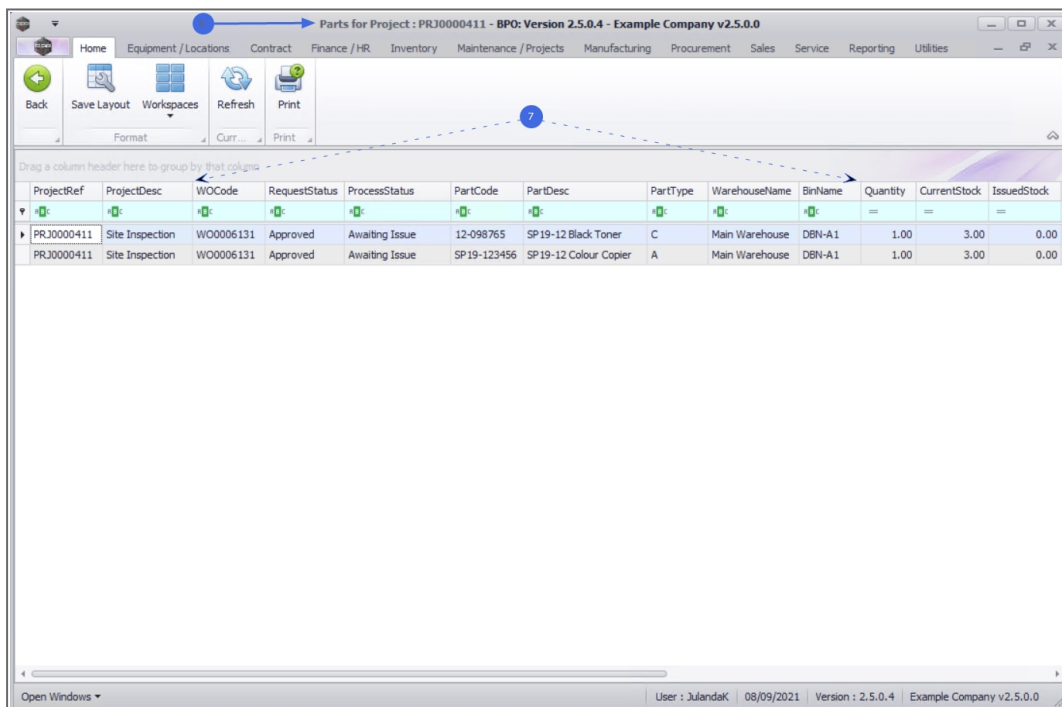 Parts for Project : PRJ0000411 - BPO: Version 2.5.0.4 - Example Company v2.5.0.0
Home Equipment / Locations Contract Finance / HR Inventory Maintenance / Projects Manufacturing Procurement Sales Service Reporting Utilities
Back Save Layout Workspaces Refresh Print
Format Curr... Print
7
Drag a column header here to group by that column
ProjectRef ProjectDesc WOCode RequestStatus ProcessStatus PartCode PartDesc PartType WarehouseName BinName Quantity CurrentStock IssuedStock
PRJ0000411 Site Inspection WO0006131 Approved Awaiting Issue 12-098765 SP19-12 Black Toner C Main Warehouse DBN-A1 1.00 3.00 0.00
PRJ0000411 Site Inspection WO0006131 Approved Awaiting Issue SP19-123456 SP19-12 Colour Copier A Main Warehouse DBN-A1 1.00 3.00 0.00
Open Windows User : JulandaK 08/09/2021 Version : 2.5.0.4 Example Company v2.5.0.0